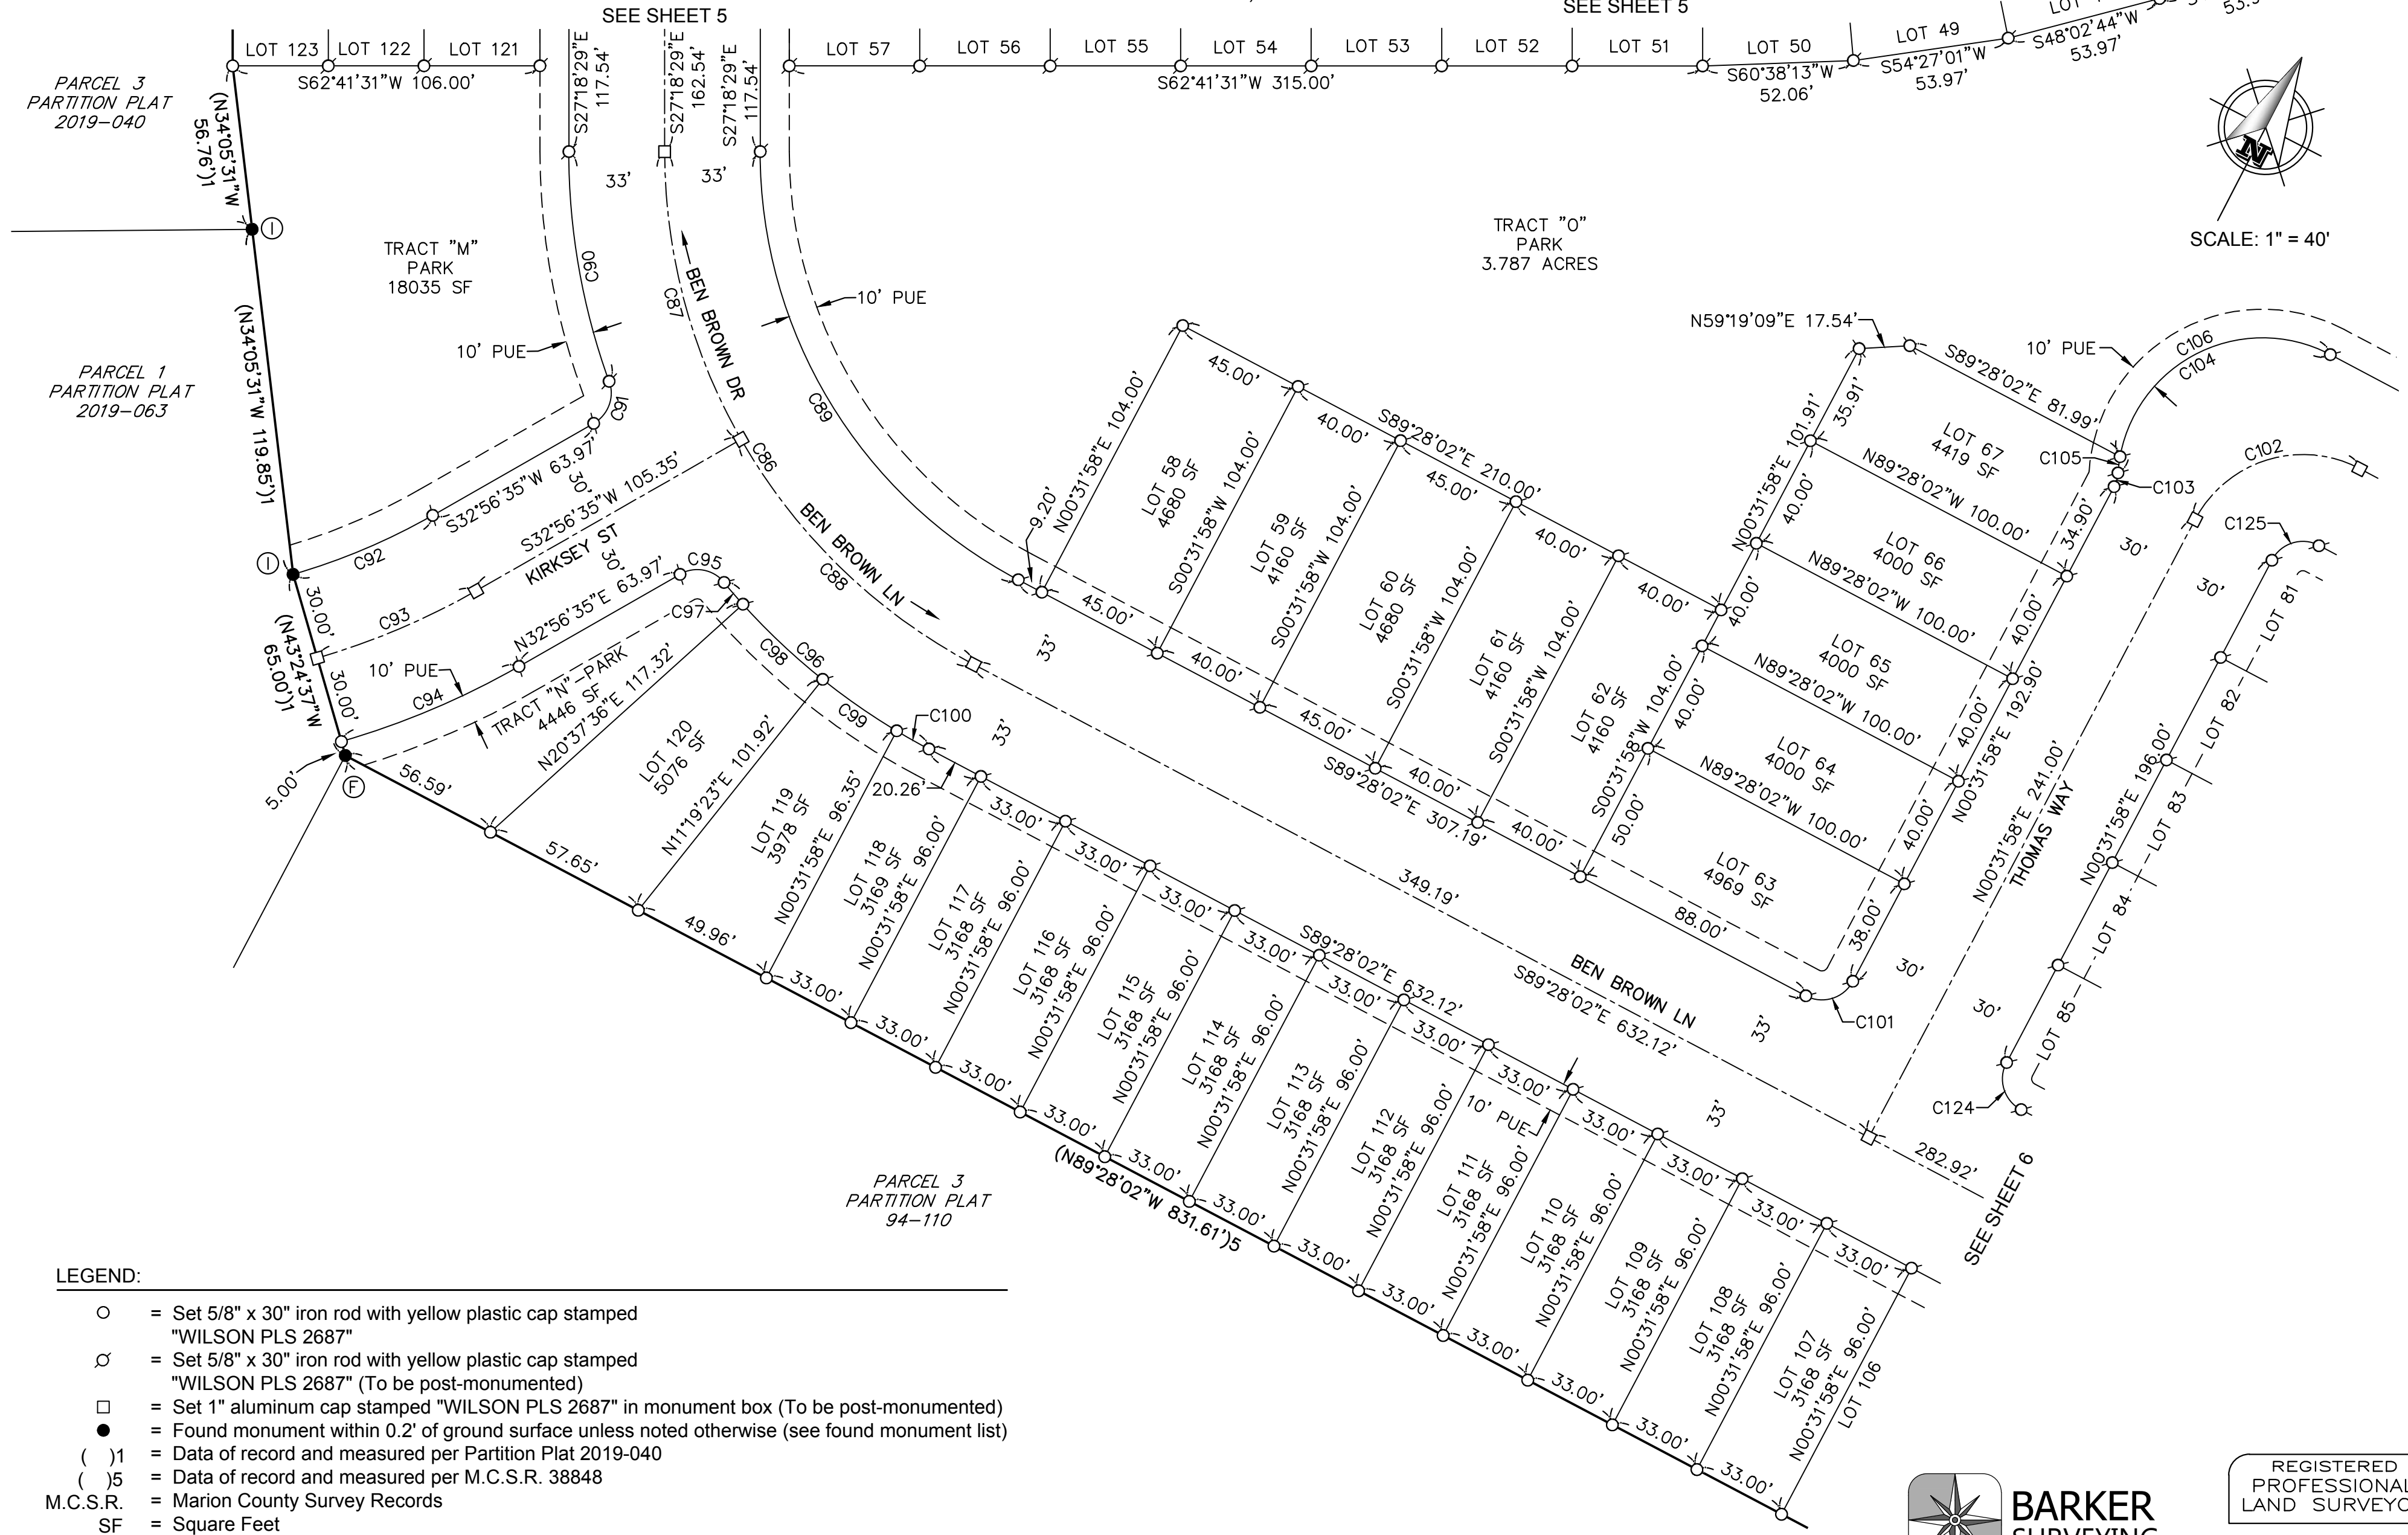 SEE SHEET 5
SEE SHEET 5
LOT 123
LOT 122
LOT 121
S62°41'31"W 106.00'
S27°18'29"E
117.54'
S27°18'29"E
162.54'
S27°18'29"E
117.54'
LOT 57
LOT 56
LOT 55
LOT 54
LOT 53
LOT 52
LOT 51
LOT 50
LOT 49
S62°41'31"W 315.00'
S60°38'13"W
52.06'
S54°27'01"W
53.97'
S48°02'44"W
53.97'
PARCEL 3
PARTITION PLAT
2019-040
(N34°05'31"W
56.76')1
I
33'
33'
TRACT "M"
PARK
18035 SF
C90
C87
BEN BROWN DR
10' PUE
TRACT "O"
PARK
3.787 ACRES
N
SCALE: 1" = 40'
PARCEL 1
PARTITION PLAT
2019-063
(N34°05'31"W 119.85')1
10' PUE
C91
C89
C86
S32°56'35"W 63.97'
30'
S32°56'35"W 105.35'
KIRKSEY ST
30'
C92
I
C93
30.00'
(N43°24'37"W
65.00')1
30.00'
N32°56'35"E 63.97'
C95
C97
10' PUE
C94
TRACT "N"-PARK
4446 SF
N20°37'36"E 117.32'
C98
C96
C88
BEN BROWN LN
33'
33'
5.00'
F
56.59'
57.65'
49.96'
LOT 120
5076 SF
N11°19'23"E 101.92'
C99
C100
20.26'
LOT 119
3978 SF
N00°31'58"E 96.35'
LOT 118
3169 SF
N00°31'58"E 96.00'
33.00'
LOT 117
3168 SF
N00°31'58"E 96.00'
33.00'
LOT 116
3168 SF
N00°31'58"E 96.00'
33.00'
LOT 115
3168 SF
N00°31'58"E 96.00'
33.00'
LOT 114
3168 SF
N00°31'58"E 96.00'
33.00'
LOT 113
3168 SF
N00°31'58"E 96.00'
33.00'
LOT 112
3168 SF
N00°31'58"E 96.00'
33.00'
LOT 111
3168 SF
N00°31'58"E 96.00'
33.00'
LOT 110
3168 SF
N00°31'58"E 96.00'
33.00'
LOT 109
3168 SF
N00°31'58"E 96.00'
33.00'
LOT 108
3168 SF
N00°31'58"E 96.00'
33.00'
LOT 107
3168 SF
N00°31'58"E 96.00'
LOT 106
S89°28'02"E 632.12'
10' PUE
33.00'
33.00'
33.00'
33.00'
33.00'
33.00'
33.00'
33.00'
33.00'
33.00'
33.00'
33.00'
(N89°28'02"W 831.61')5
9.20'
N00°31'58"E 104.00'
45.00'
LOT 58
4680 SF
S00°31'58"W 104.00'
45.00'
40.00'
LOT 59
4160 SF
S00°31'58"W 104.00'
40.00'
S89°28'02"E 210.00'
45.00'
LOT 60
4680 SF
S00°31'58"W 104.00'
45.00'
40.00'
LOT 61
4160 SF
S00°31'58"W 104.00'
40.00'
40.00'
LOT 62
4160 SF
S00°31'58"W 104.00'
40.00'
S89°28'02"E 307.19'
N59°19'09"E 17.54'
S89°28'02"E 81.99'
35.91'
N00°31'58"E 101.91'
LOT 67
4419 SF
N89°28'02"W 100.00'
40.00'
LOT 66
4000 SF
N89°28'02"W 100.00'
40.00'
LOT 65
4000 SF
N89°28'02"W 100.00'
40.00'
LOT 64
4000 SF
N89°28'02"W 100.00'
50.00'
LOT 63
4969 SF
88.00'
38.00'
40.00'
40.00'
40.00'
34.90'
N00°31'58"E 192.90'
10' PUE
C106
C104
C105
C103
C102
C125
30'
30'
LOT 81
LOT 82
LOT 83
LOT 84
LOT 85
N00°31'58"E 196.00'
N00°31'58"E 241.00'
THOMAS WAY
30'
30'
C101
C124
349.19'
BEN BROWN LN
S89°28'02"E 632.12'
33'
33'
282.92'
SEE SHEET 6
PARCEL 3
PARTITION PLAT
94-110
LEGEND:
= Set 5/8" x 30" iron rod with yellow plastic cap stamped
"WILSON PLS 2687"
= Set 5/8" x 30" iron rod with yellow plastic cap stamped
"WILSON PLS 2687" (To be post-monumented)
= Set 1" aluminum cap stamped "WILSON PLS 2687" in monument box (To be post-monumented)
= Found monument within 0.2' of ground surface unless noted otherwise (see found monument list)
( )1 = Data of record and measured per Partition Plat 2019-040
( )5 = Data of record and measured per M.C.S.R. 38848
M.C.S.R. = Marion County Survey Records
SF = Square Feet
BARKER
SURVEYING
REGISTERED
PROFESSIONAL
LAND SURVEYO